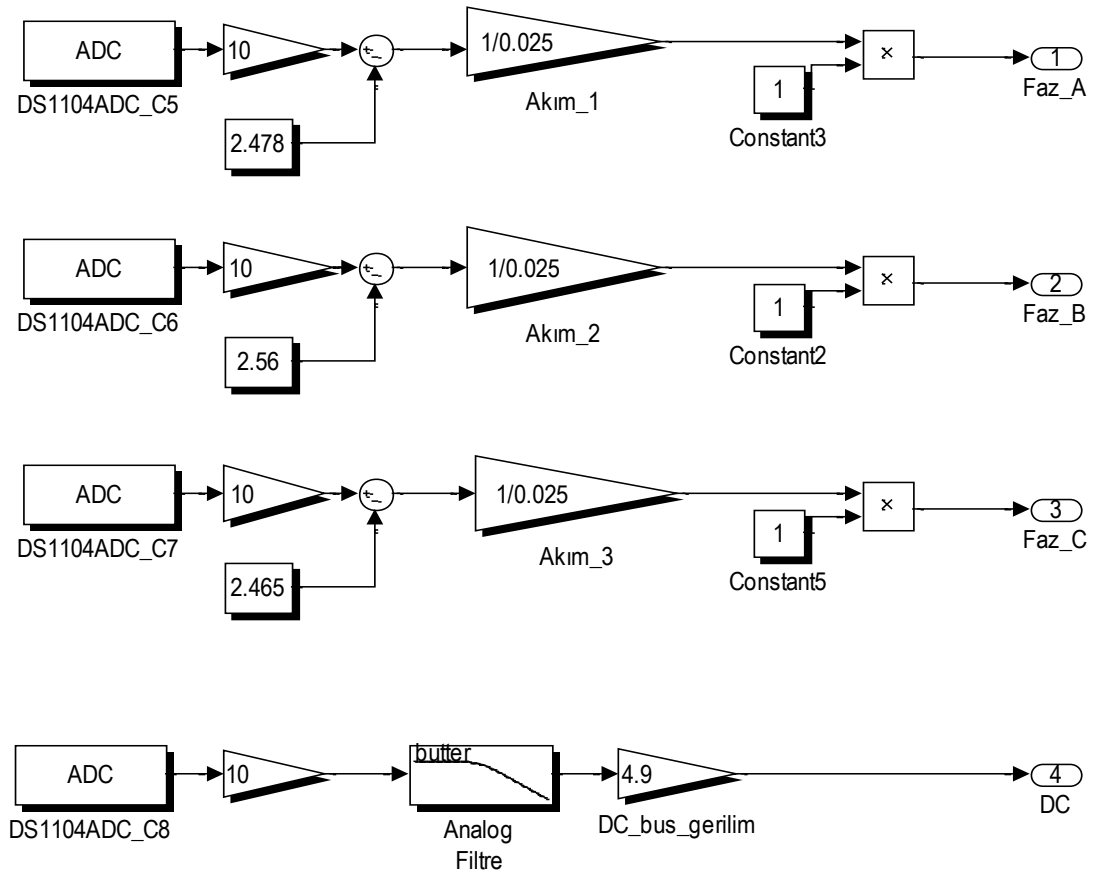 ADC
10
+
-
1/0.025
×
1
Faz_A
DS1104ADC_C5
Akım_1
1
Constant3
2.478
ADC
10
+
-
1/0.025
×
2
Faz_B
DS1104ADC_C6
Akım_2
1
Constant2
2.56
ADC
10
+
-
1/0.025
×
3
Faz_C
DS1104ADC_C7
Akım_3
1
Constant5
2.465
ADC
10
butter
4.9
4
DC
DS1104ADC_C8
Analog
Filtre
DC_bus_gerilim